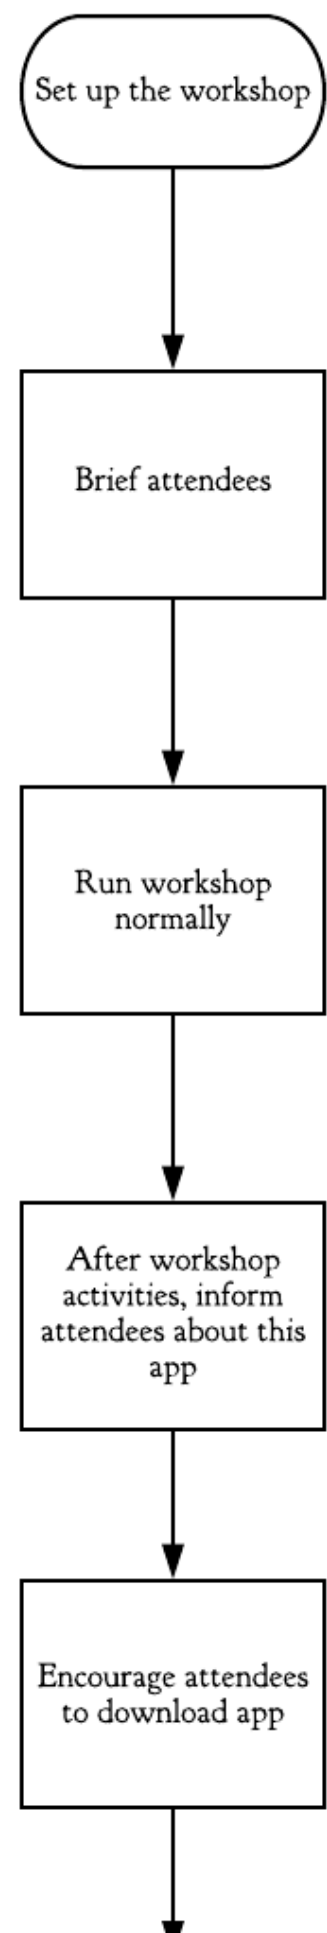 Set up the workshop
Brief attendees
Run workshop
normally
After workshop
activities, inform
attendees about this
app
Encourage attendees
to download app